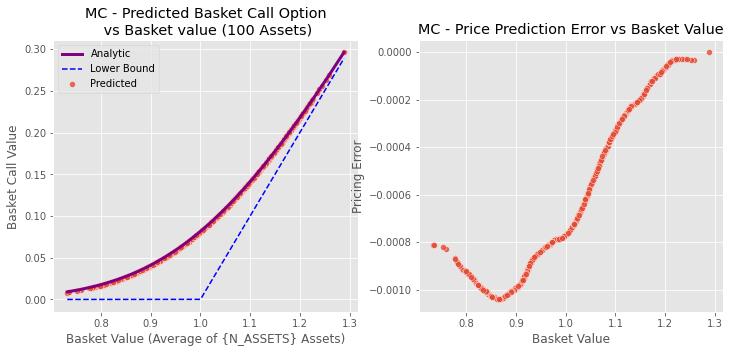 MC - Predicted Basket Call Option
vs Basket value (100 Assets)
Basket Call Value
0.30
0.25
0.20
0.15
0.10
0.05
0.00
Analytic
Lower Bound
Predicted
0.8
0.9
1.0
1.1
1.2
1.3
Basket Value (Average of {N_ASSETS} Assets)
MC - Price Prediction Error vs Basket Value
Pricing Error
0.0000
−0.0002
−0.0004
−0.0006
−0.0008
−0.0010
0.8
0.9
1.0
1.1
1.2
1.3
Basket Value